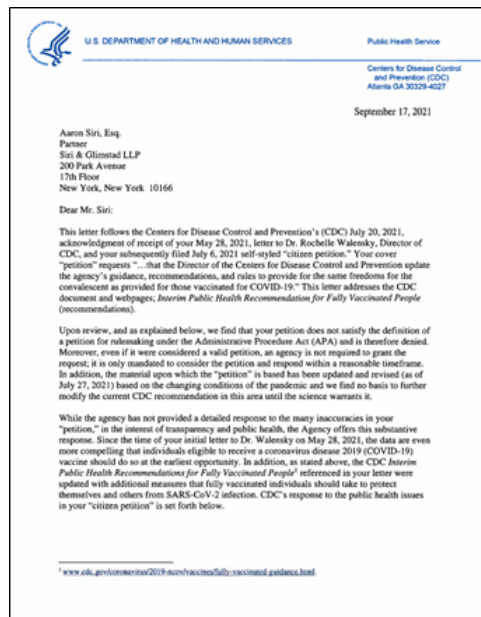 U.S. DEPARTMENT OF HEALTH AND HUMAN SERVICES
Public Health Service
Centers for Disease Control
and Prevention (CDC)
Atlanta GA 30329-4027
September 17, 2021
Aaron Siri, Esq.
Partner
Siri & Glimstad LLP
200 Park Avenue
17th Floor
New York, New York 10166
Dear Mr. Siri:
This letter follows the Centers for Disease Control and Prevention's (CDC) July 20, 2021,
acknowledgment of receipt of your May 28, 2021, letter to Dr. Rochelle Walensky, Director of
CDC, and your subsequently filed July 6, 2021 self-styled "citizen petition." Your cover
"petition" requests "...that the Director of the Centers for Disease Control and Prevention update
the agency's guidance, recommendations, and rules to provide for the same freedoms for the
convalescent as provided for those vaccinated for COVID-19." This letter addresses the CDC
document and webpages; Interim Public Health Recommendation for Fully Vaccinated People
(recommendations).
Upon review, and as explained below, we find that your petition does not satisfy the definition of
a petition for rulemaking under the Administrative Procedure Act (APA) and is therefore denied.
Moreover, even if it were considered a valid petition, an agency is not required to grant the
request; it is only mandated to consider the petition and respond within a reasonable timeframe.
In addition, the material upon which the "petition" is based has been updated and revised (as of
July 27, 2021) based on the changing conditions of the pandemic and we find no basis to further
modify the current CDC recommendation in this area until the science warrants it.
While the agency has not provided a detailed response to the many inaccuracies in your
"petition," in the interest of transparency and public health, the Agency offers this substantive
response. Since the time of your initial letter to Dr. Walensky on May 28, 2021, the data are even
more compelling that individuals eligible to receive a coronavirus disease 2019 (COVID-19)
vaccine should do so at the earliest opportunity. In addition, as stated above, the CDC Interim
Public Health Recommendations for Fully Vaccinated People¹ referenced in your letter were
updated with additional measures that fully vaccinated individuals should take to protect
themselves and others from SARS-CoV-2 infection. CDC's response to the public health issues
in your "citizen petition" is set forth below.
¹ www.cdc.gov/coronavirus/2019-ncov/vaccines/fully-vaccinated-guidance.html.